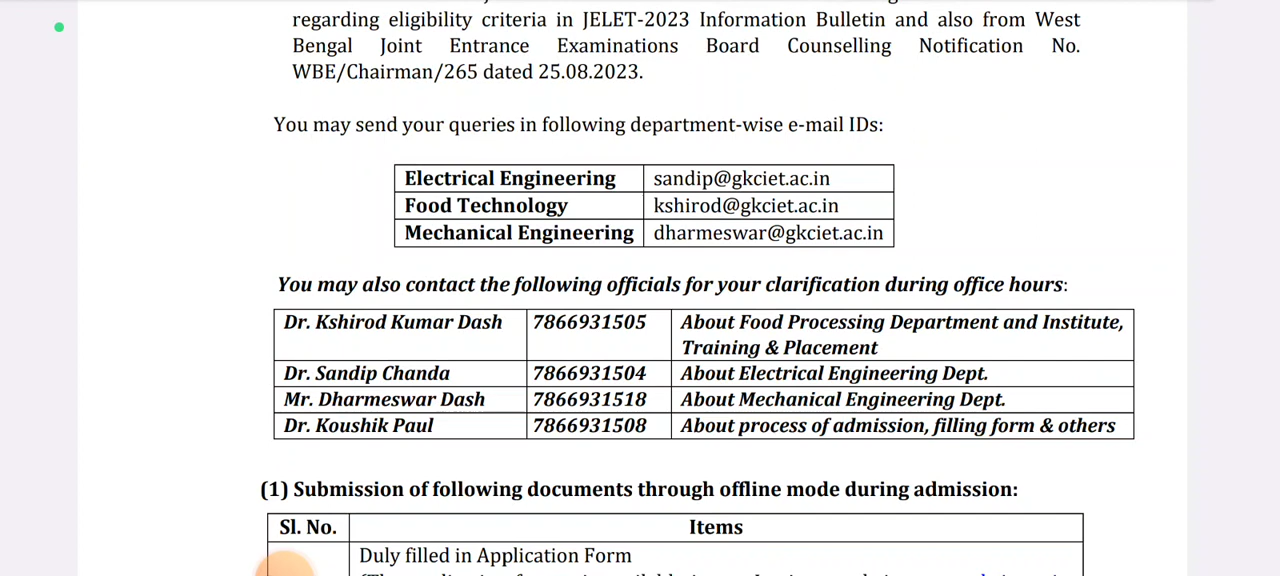 regarding eligibility criteria in JELET-2023 Information Bulletin and also from West
Bengal Joint Entrance Examinations Board Counselling Notification No.
WBE/Chairman/265 dated 25.08.2023.
You may send your queries in following department-wise e-mail IDs:
Electrical Engineering sandip@gkciet.ac.in
Food Technology kshirod@gkciet.ac.in
Mechanical Engineering dharmeswar@gkciet.ac.in
You may also contact the following officials for your clarification during office hours:
Dr. Kshirod Kumar Dash 7866931505 About Food Processing Department and Institute,
Training & Placement
Dr. Sandip Chanda 7866931504 About Electrical Engineering Dept.
Mr. Dharmeswar Dash 7866931518 About Mechanical Engineering Dept.
Dr. Koushik Paul 7866931508 About process of admission, filling form & others
(1) Submission of following documents through offline mode during admission:
Sl. No. Items
Duly filled in Application Form